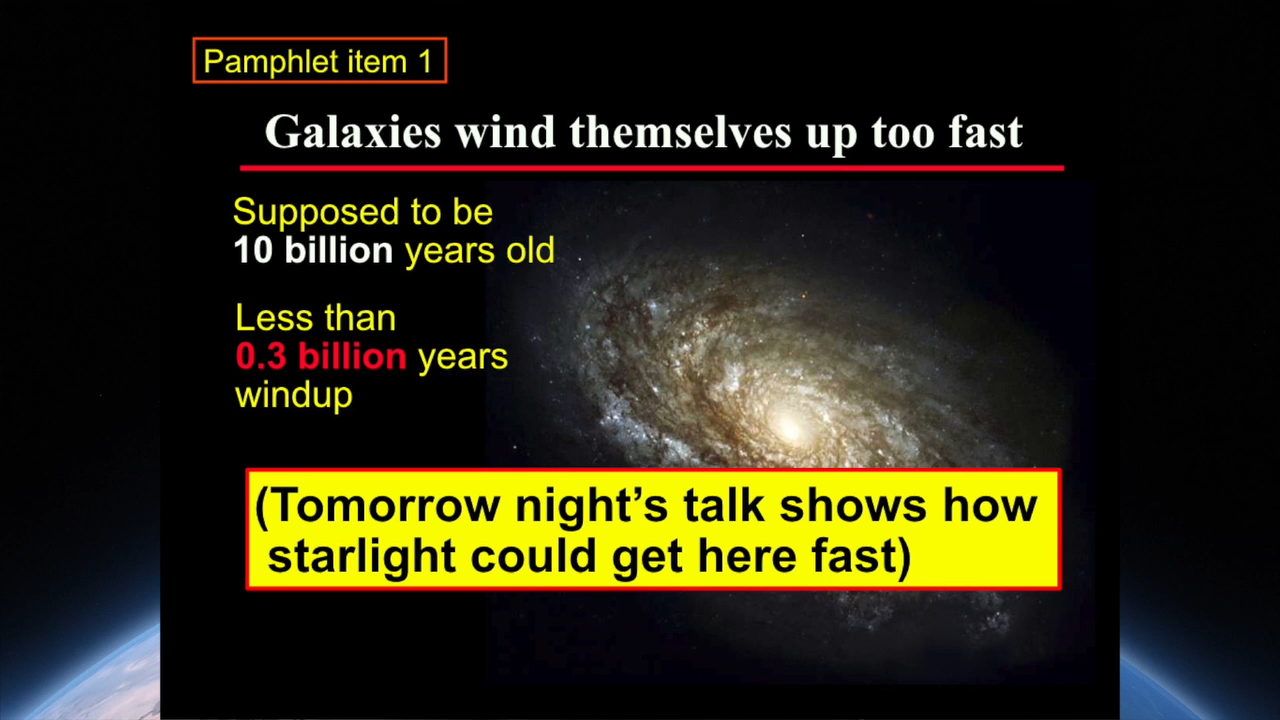 Pamphlet item 1
Galaxies wind themselves up too fast
Supposed to be
10 billion years old
Less than
0.3 billion years
windup
(Tomorrow night’s talk shows how
starlight could get here fast)